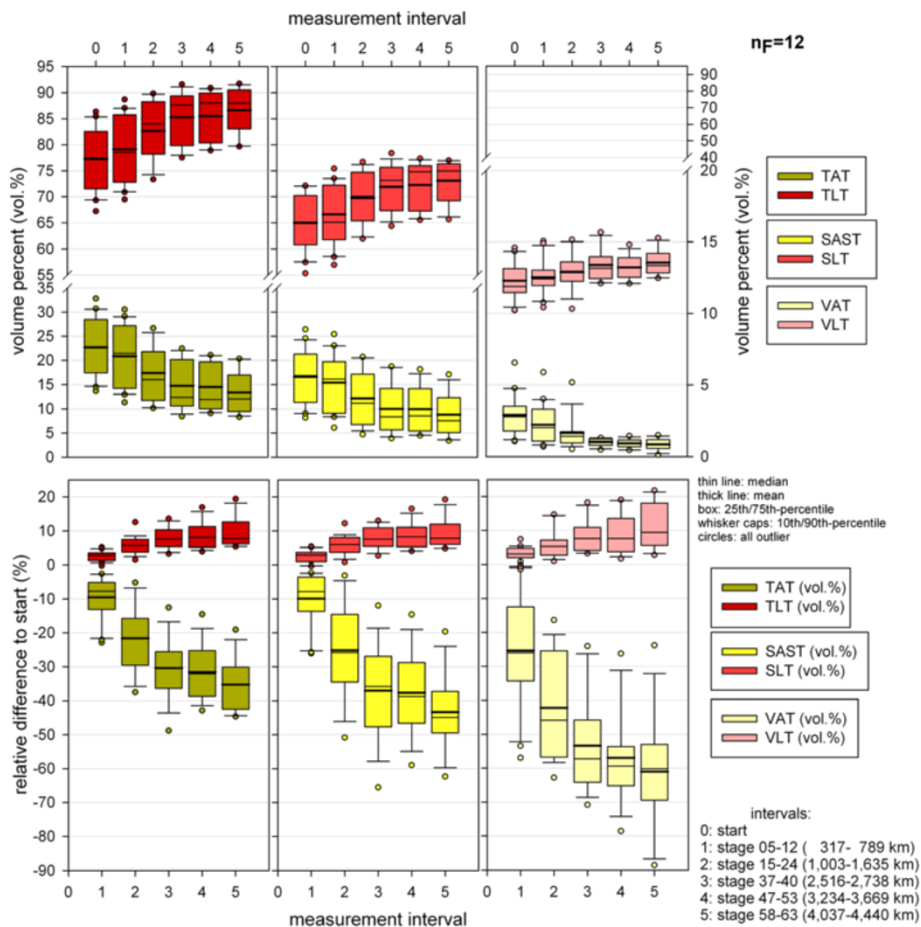 measurement interval
0 1 2 3 4 5
0 1 2 3 4 5
0 1 2 3 4 5
nF=12
volume percent (vol.%)
95
90
85
80
75
70
65
60
55
35
30
25
20
15
10
5
0
90
80
70
60
50
40
20
15
10
5
0
volume percent (vol.%)
TAT
TLT
SAST
SLT
VAT
VLT
relative difference to start (%)
20
10
0
-10
-20
-30
-40
-50
-60
-70
-80
-90
thin line: median
thick line: mean
box: 25th/75th-percentile
whisker caps: 10th/90th-percentile
circles: all outlier
TAT (vol.%)
TLT (vol.%)
SAST (vol.%)
SLT (vol.%)
VAT (vol.%)
VLT (vol.%)
0 1 2 3 4 5
0 1 2 3 4 5
0 1 2 3 4 5
measurement interval
intervals:
0: start
1: stage 05-12 ( 317- 789 km)
2: stage 15-24 (1,003-1,635 km)
3: stage 37-40 (2,516-2,738 km)
4: stage 47-53 (3,234-3,669 km)
5: stage 58-63 (4,037-4,440 km)